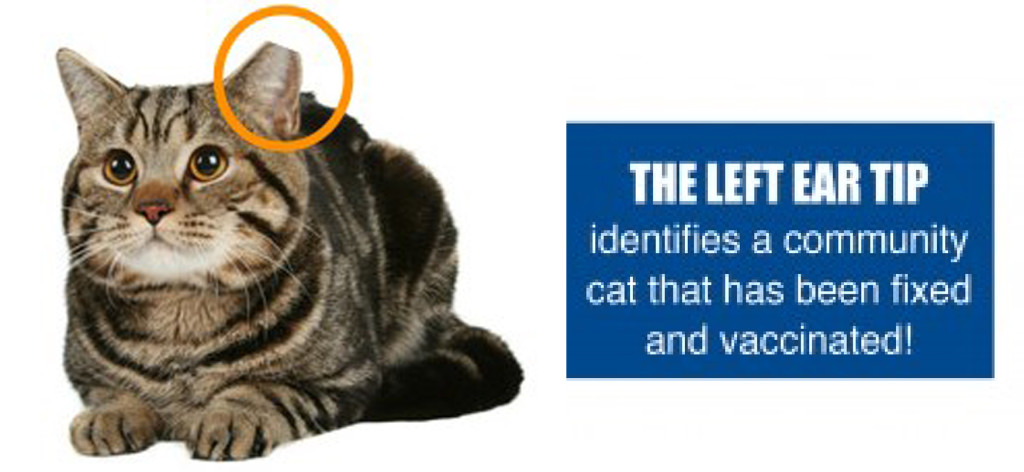 THE LEFT EAR TIP
identifies a community
cat that has been fixed
and vaccinated!